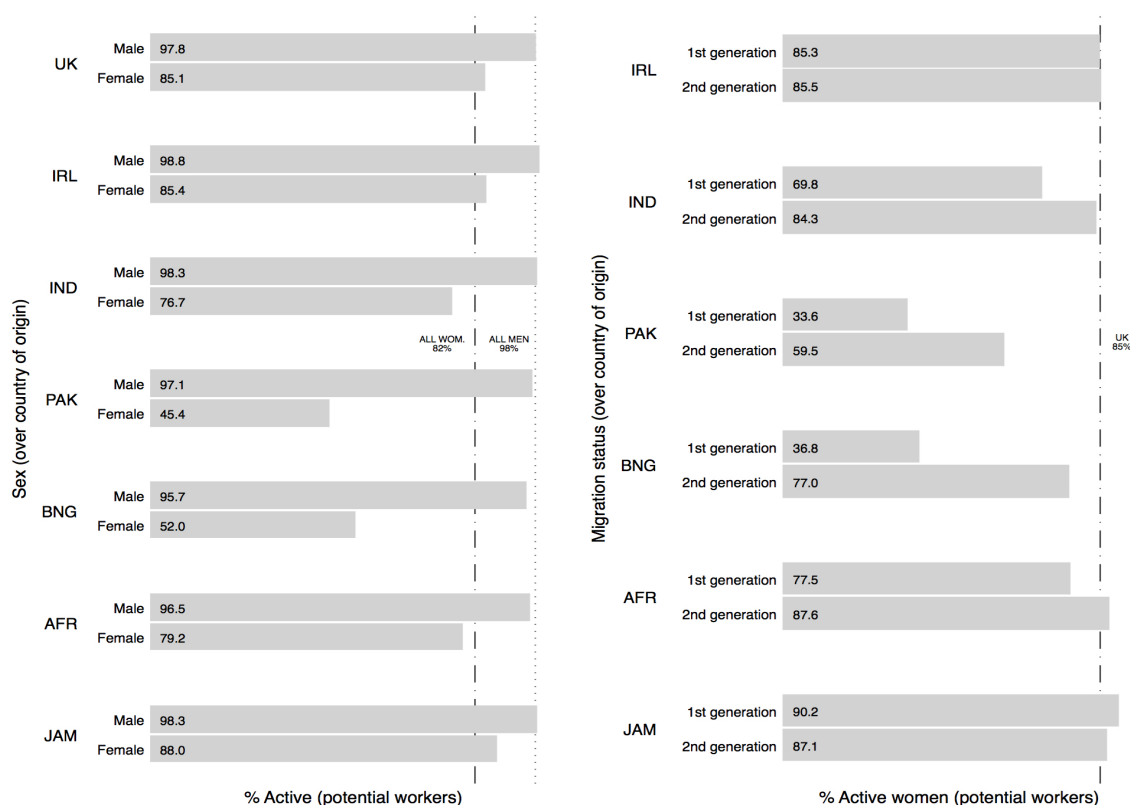 Sex (over country of origin)
UK
Male 97.8
Female 85.1
IRL
Male 98.8
Female 85.4
IND
Male 98.3
Female 76.7
ALL WOM.
82%
ALL MEN
98%
PAK
Male 97.1
Female 45.4
BNG
Male 95.7
Female 52.0
AFR
Male 96.5
Female 79.2
JAM
Male 98.3
Female 88.0
% Active (potential workers)
Migration status (over country of origin)
IRL
1st generation 85.3
2nd generation 85.5
IND
1st generation 69.8
2nd generation 84.3
PAK
1st generation 33.6
2nd generation 59.5
UK
85%
BNG
1st generation 36.8
2nd generation 77.0
AFR
1st generation 77.5
2nd generation 87.6
JAM
1st generation 90.2
2nd generation 87.1
% Active women (potential workers)